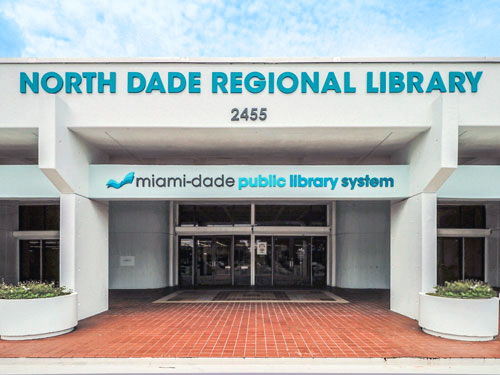 NORTH DADE REGIONAL LIBRARY
2455
miami-dade public library system